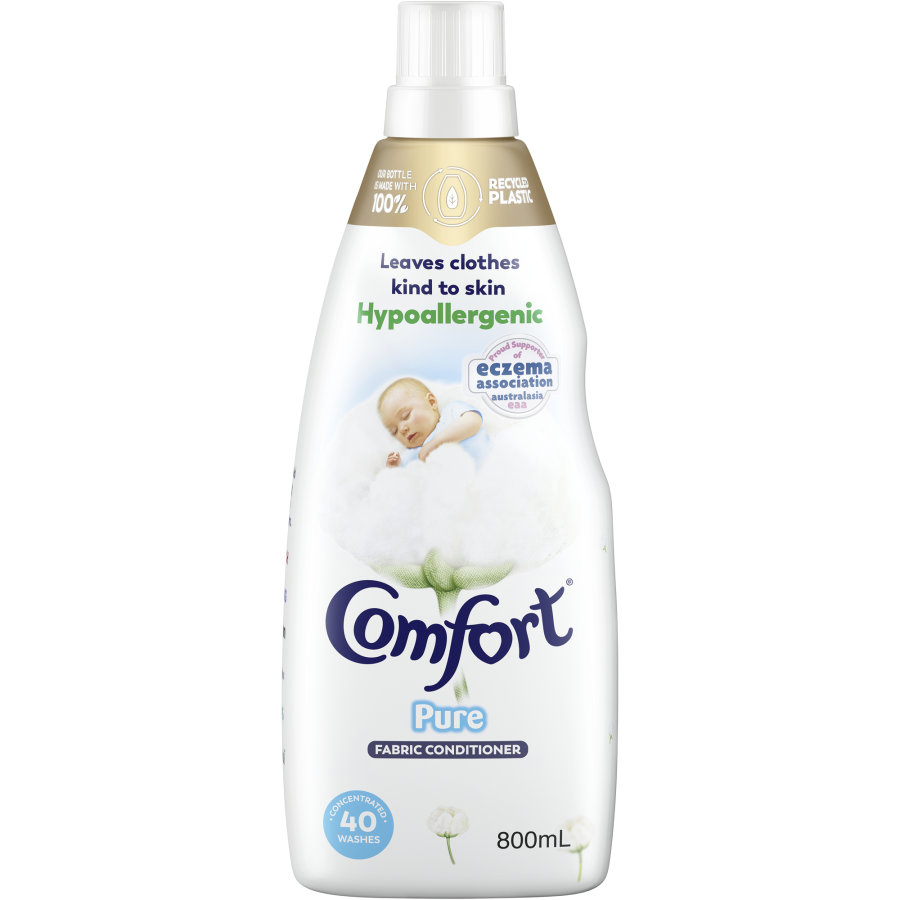 OUR BOTTLE
IS MADE WITH
100%
RECYCLED
PLASTIC
Leaves clothes
kind to skin
Hypoallergenic
Proud Supporter
of
eczema
association
australasia
eaa
Comfort®
Pure
FABRIC CONDITIONER
• CONCENTRATED •
40
WASHES
800mL